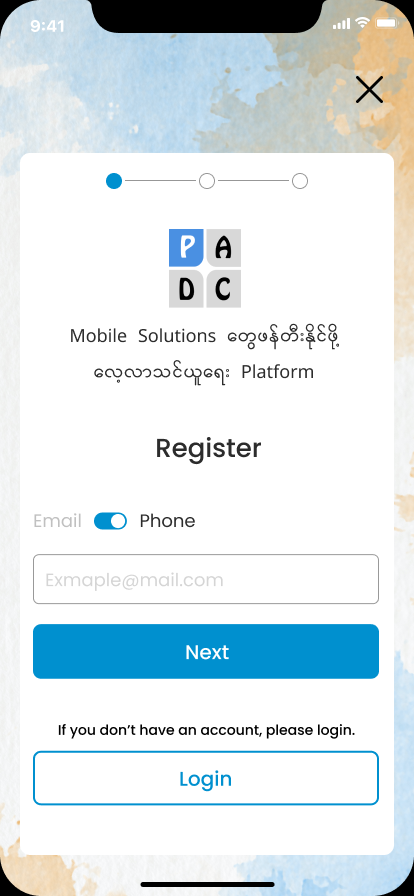 9:41
P A
D C
Mobile Solutions တွေဖန်တီးနိုင်ဖို့
လေ့လာသင်ယူရေး Platform
Register
Email Phone
Exmaple@mail.com
Next
If you don’t have an account, please login.
Login